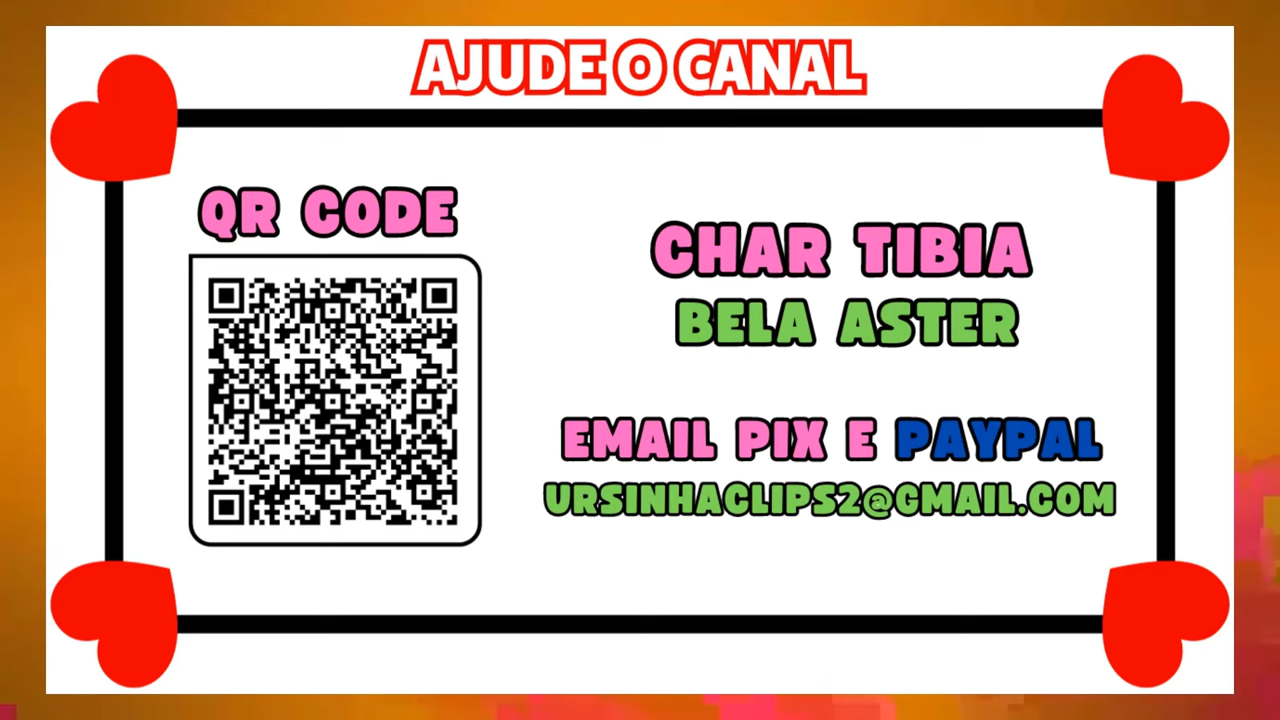 AJUDE O CANAL
QR CODE
CHAR TIBIA
BELA ASTER
EMAIL PIX E PAYPAL
URSINHACLIPS2@GMAIL.COM